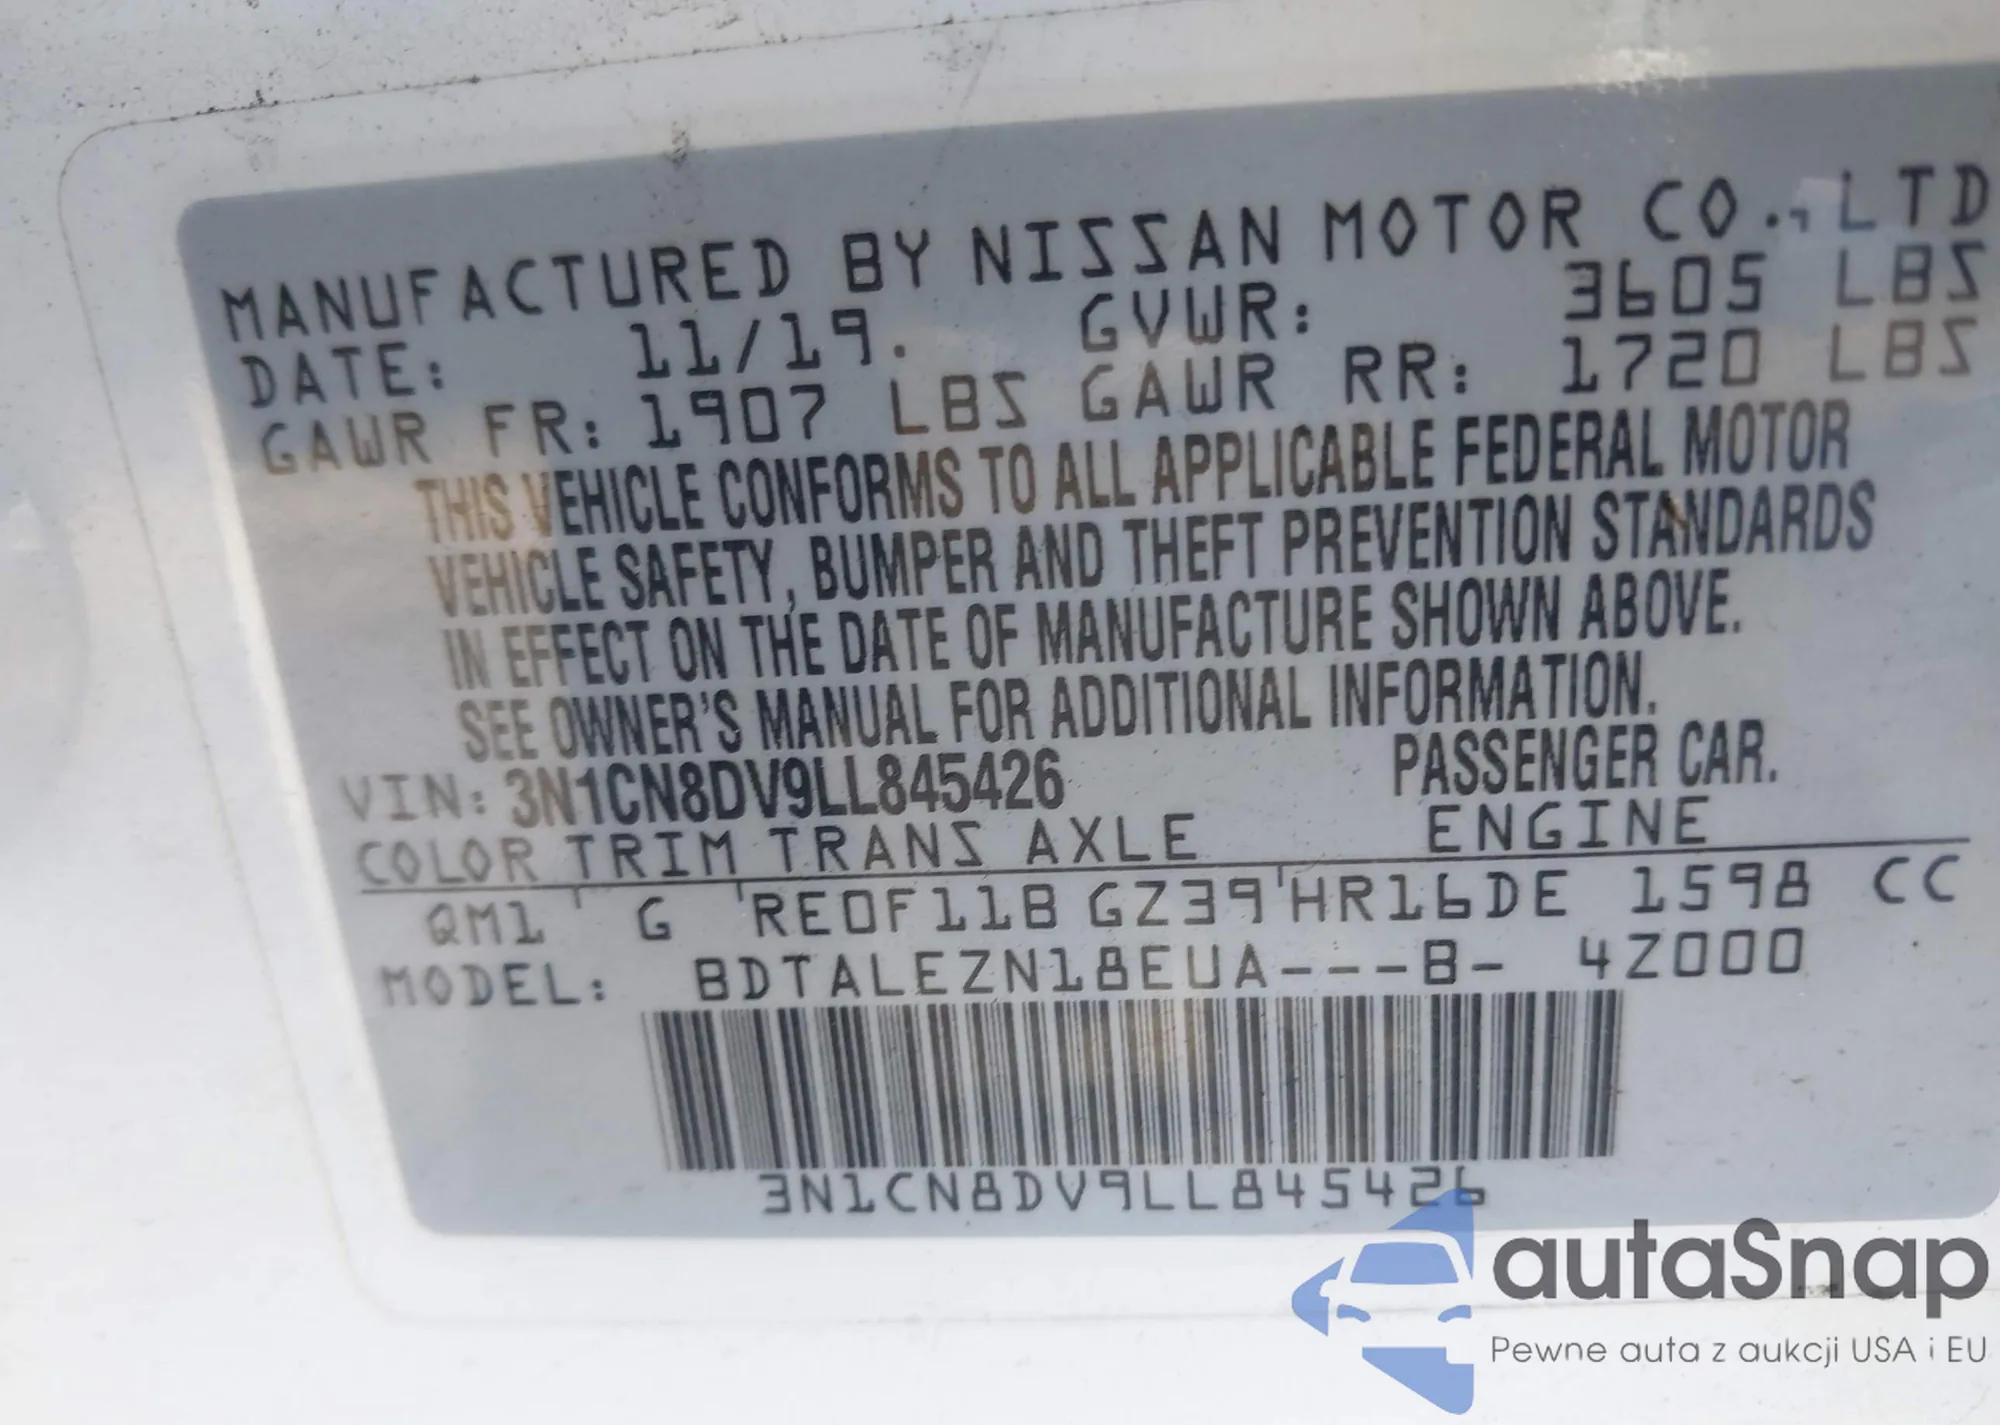 MANUFACTURED BY NISSAN MOTOR CO., LTD
DATE: 11/19. GVWR: 3605 LBS
GAWR FR: 1907 LBS GAWR RR: 1720 LBS
THIS VEHICLE CONFORMS TO ALL APPLICABLE FEDERAL MOTOR
VEHICLE SAFETY, BUMPER AND THEFT PREVENTION STANDARDS
IN EFFECT ON THE DATE OF MANUFACTURE SHOWN ABOVE.
SEE OWNER'S MANUAL FOR ADDITIONAL INFORMATION.
VIN: 3N1CN8DV9LL845426 PASSENGER CAR.
COLOR TRIM TRANS AXLE ENGINE
QM1 G RE0F11B GZ39 HR16DE 1598 CC
MODEL: BDTALEZN18EUA---B- 4Z000
3N1CN8DV9LL845426
autaSnap
Pewne auta z aukcji USA i EU